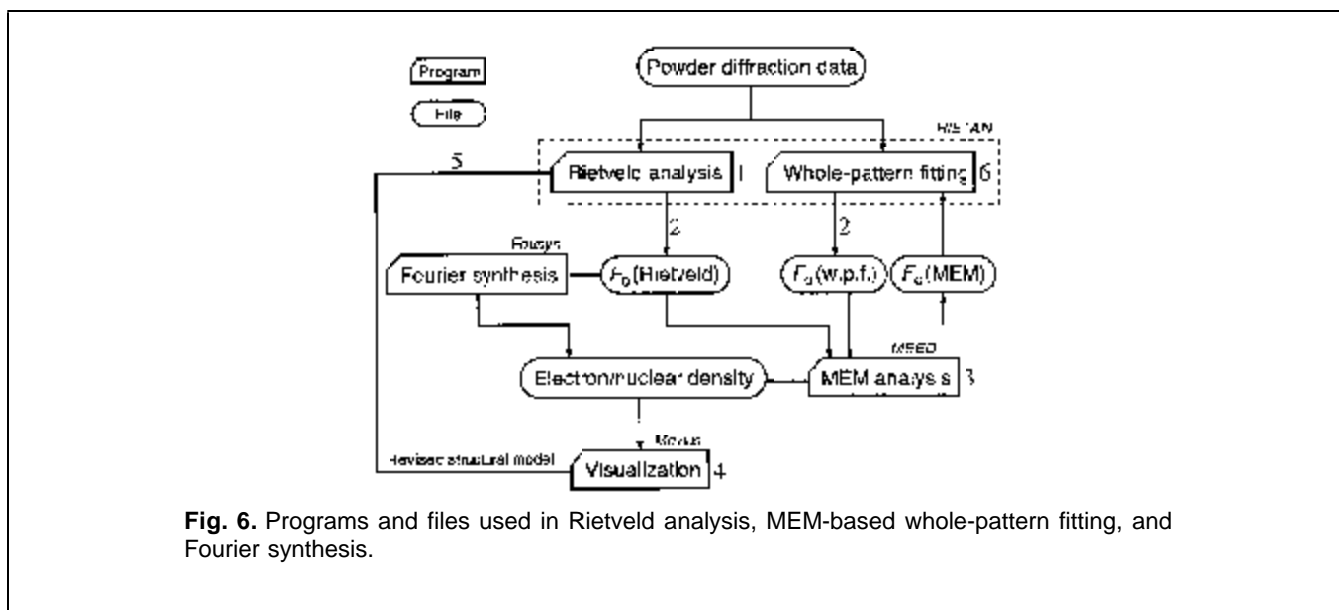 Program
File
Powder diffraction data
RIETAN
5
Rietveld analysis 1
Whole-pattern fitting 6
2
2
Fousyn
Fourier synthesis
Fo(Rietveld)
Fo(w.p.f.)
Fc(MEM)
MEED
Electron/nuclear density
MEM analysis 3
Revised structural model
Visualization 4
Fig. 6. Programs and files used in Rietveld analysis, MEM-based whole-pattern fitting, and
Fourier synthesis.